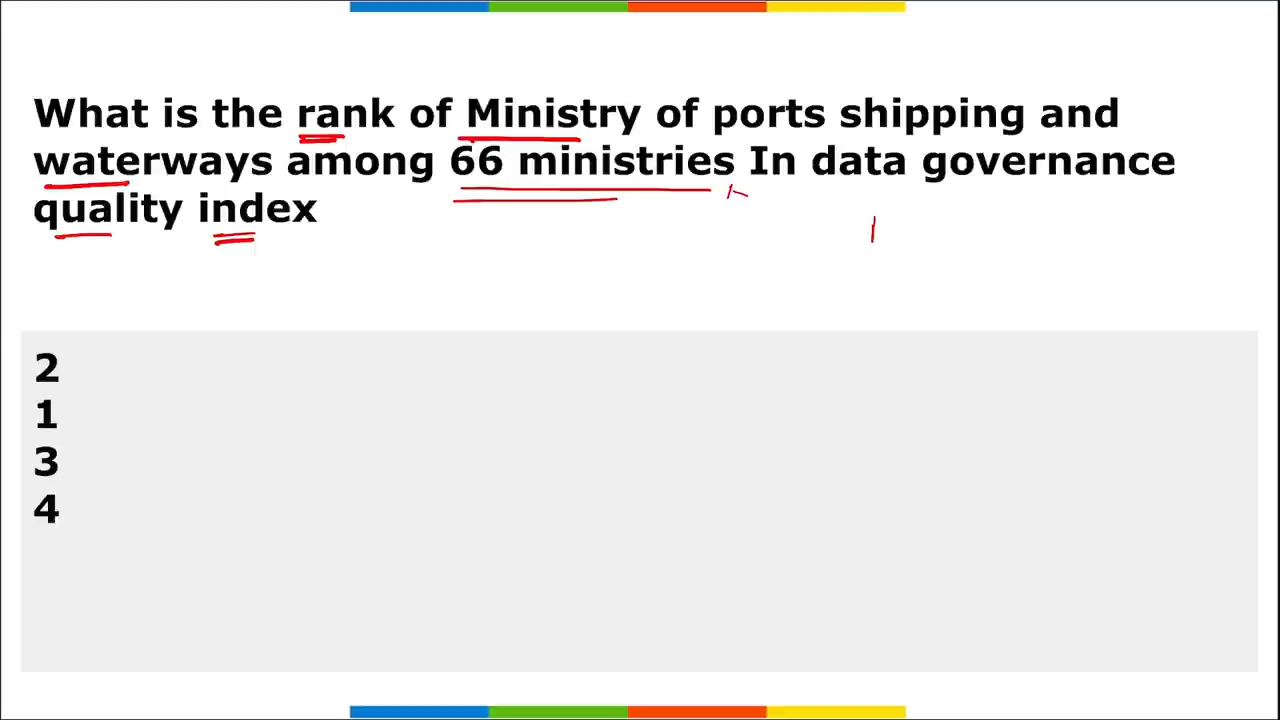 What is the rank of Ministry of ports shipping and
waterways among 66 ministries In data governance
quality index
2
1
3
4